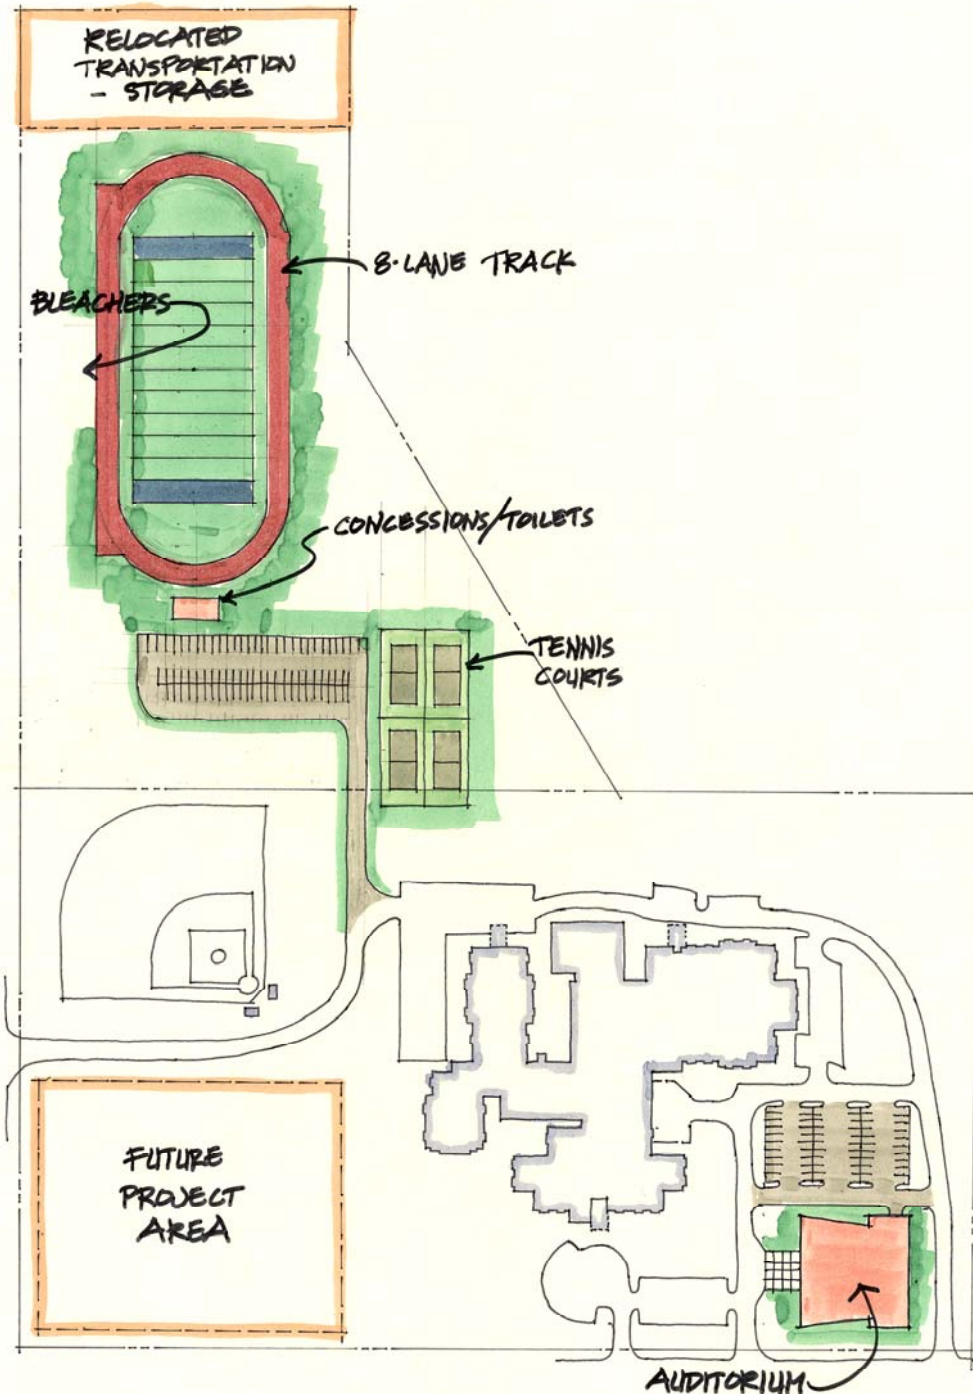 RELOCATED
TRANSPORTATION
- STORAGE
8-LANE TRACK
BLEACHERS
CONCESSIONS/TOILETS
TENNIS
COURTS
FUTURE
PROJECT
AREA
AUDITORIUM